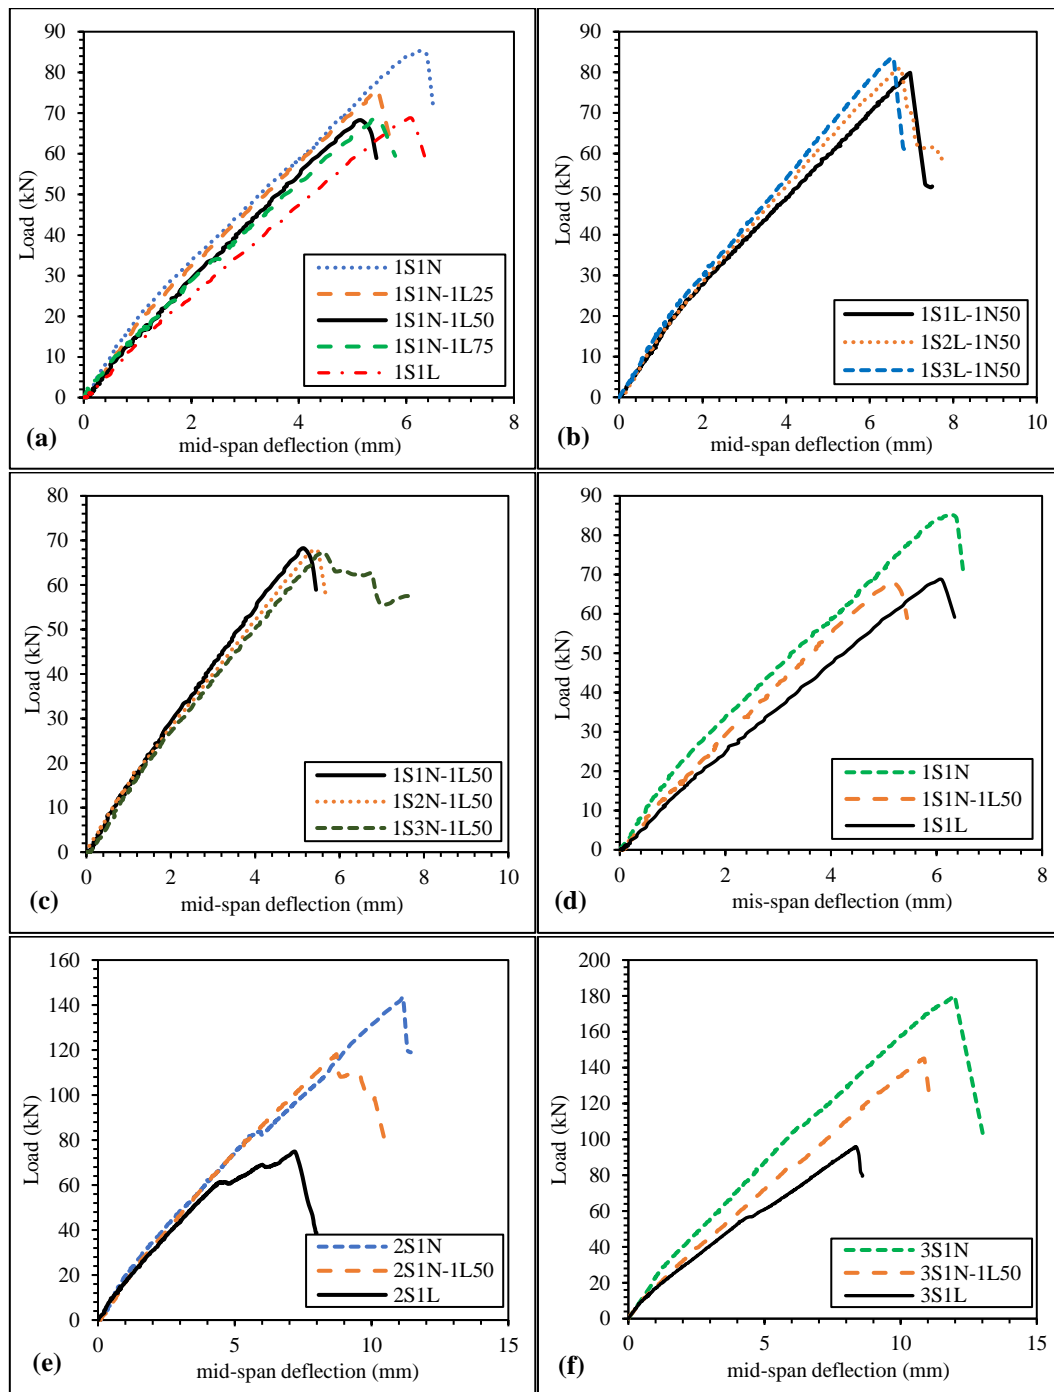 90
80
70
60
50
40
30
20
10
0
Load (kN)
0
2
4
6
8
mid-span deflection (mm)
1S1N
1S1N-1L25
1S1N-1L50
1S1N-1L75
1S1L
(a)
90
80
70
60
50
40
30
20
10
0
Load (kN)
0
2
4
6
8
10
mid-span deflection (mm)
1S1L-1N50
1S2L-1N50
1S3L-1N50
(b)
80
70
60
50
40
30
20
10
0
Load (kN)
0
2
4
6
8
10
mid-span deflection (mm)
1S1N-1L50
1S2N-1L50
1S3N-1L50
(c)
90
80
70
60
50
40
30
20
10
0
Load (kN)
0
2
4
6
8
mis-span deflection (mm)
1S1N
1S1N-1L50
1S1L
(d)
160
140
120
100
80
60
40
20
0
Load (kN)
0
5
10
15
mid-span deflection (mm)
2S1N
2S1N-1L50
2S1L
(e)
200
180
160
140
120
100
80
60
40
20
0
Load (kN)
0
5
10
15
mid-span deflection (mm)
3S1N
3S1N-1L50
3S1L
(f)